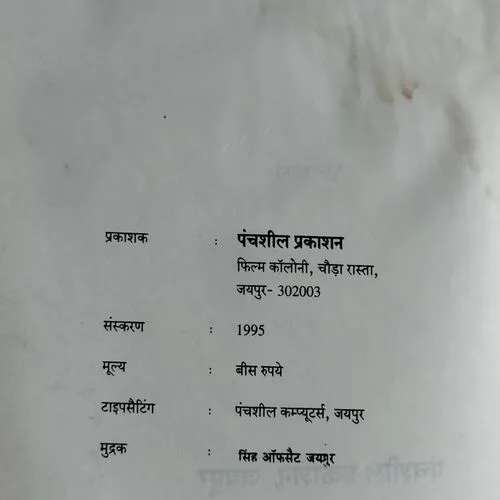 प्रकाशक : पंचशील प्रकाशन
फिल्म कॉलोनी, चौड़ा रास्ता,
जयपुर- 302003
संस्करण : 1995
मूल्य : बीस रुपये
टाइपसैटिंग : पंचशील कम्प्यूटर्स, जयपुर
मुद्रक : सिंह ऑफसैट जयपुर